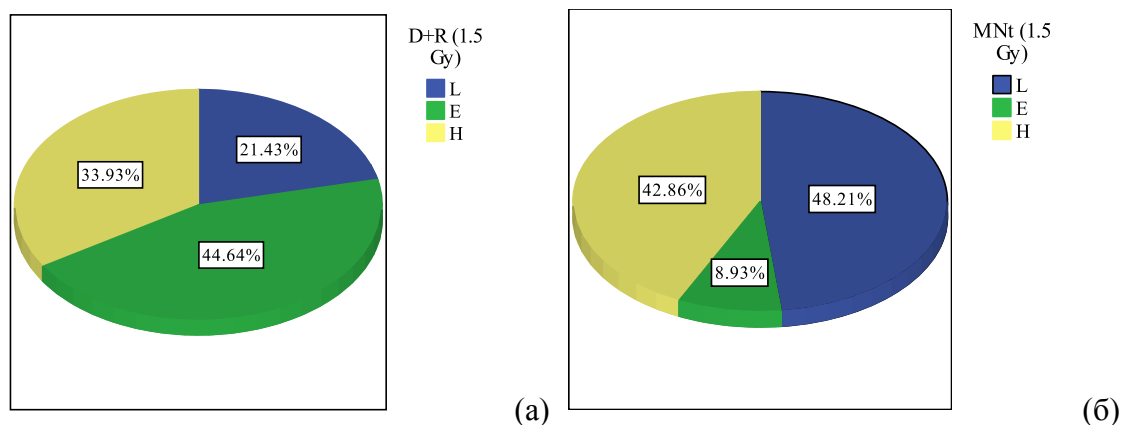 D+R (1.5
Gy)
L
E
H
21.43%
33.93%
44.64%
(а)
MNt (1.5
Gy)
L
E
H
42.86%
48.21%
8.93%
(б)